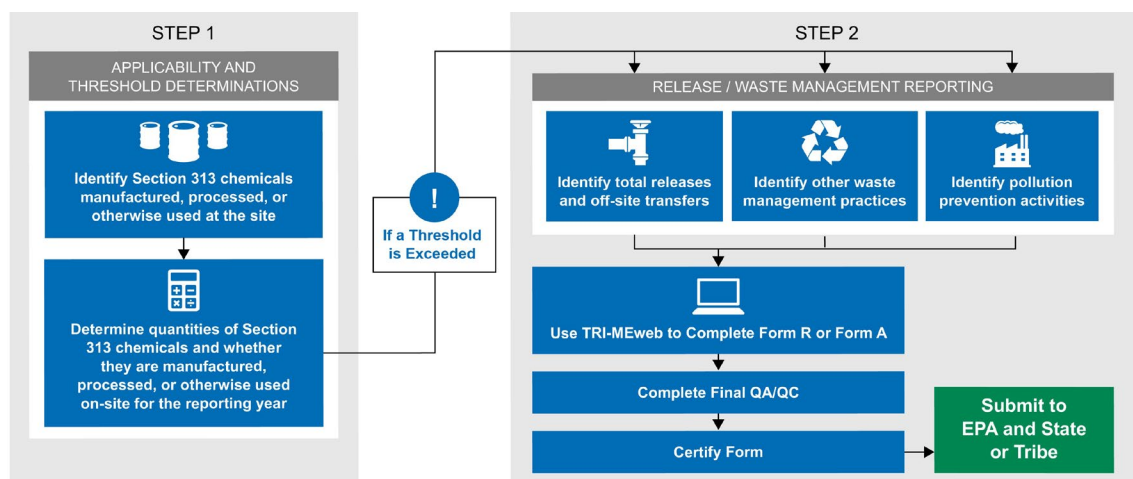 STEP 1
APPLICABILITY AND
THRESHOLD DETERMINATIONS
Identify Section 313 chemicals
manufactured, processed, or
otherwise used at the site
Determine quantities of Section
313 chemicals and whether
they are manufactured,
processed, or otherwise used
on-site for the reporting year
!
If a Threshold
is Exceeded
STEP 2
RELEASE / WASTE MANAGEMENT REPORTING
Identify total releases
and off-site transfers
Identify other waste
management practices
Identify pollution
prevention activities
Use TRI-MEweb to Complete Form R or Form A
Complete Final QA/QC
Certify Form
Submit to
EPA and State
or Tribe